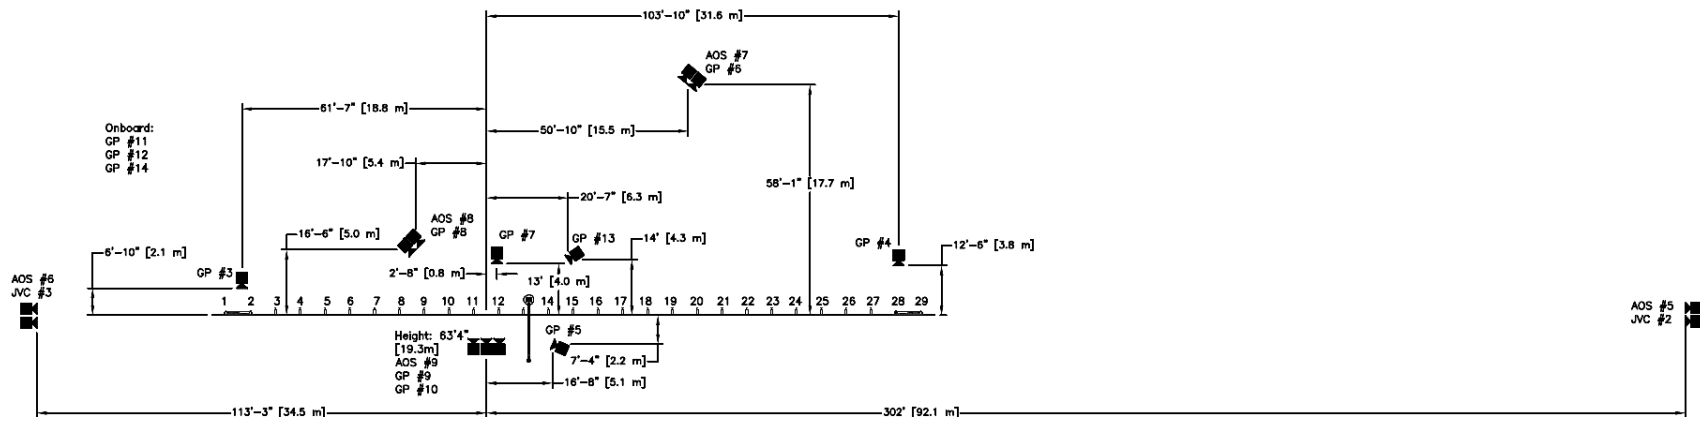 103'-10" [31.6 m]
AOS #7
GP #6
61'-7" [18.8 m]
50'-10" [15.5 m]
Onboard:
GP #11
GP #12
GP #14
17'-10" [5.4 m]
58'-1" [17.7 m]
20'-7" [6.3 m]
AOS #8
GP #8
16'-6" [5.0 m]
GP #7
GP #13
14' [4.3 m]
GP #4
12'-6" [3.8 m]
6'-10" [2.1 m]
GP #3
2'-8" [0.8 m]
13' [4.0 m]
AOS #6
JVC #3
1 2 3 4 5 6 7 8 9 10 11 12 14 15 16 17 18 19 20 21 22 23 24 25 26 27 28 29
AOS #5
JVC #2
Height: 63'4"
[19.3m]
AOS #9
GP #9
GP #10
GP #5
7'-4" [2.2 m]
16'-8" [5.1 m]
113'-3" [34.5 m]
302' [92.1 m]